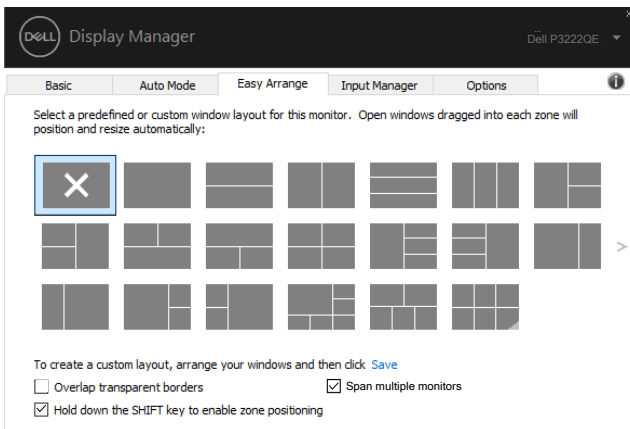 DELL Display Manager
Dell P3222QE
Basic Auto Mode Easy Arrange Input Manager Options
Select a predefined or custom window layout for this monitor. Open windows dragged into each zone will
position and resize automatically:
To create a custom layout, arrange your windows and then click Save
Overlap transparent borders Span multiple monitors
Hold down the SHIFT key to enable zone positioning